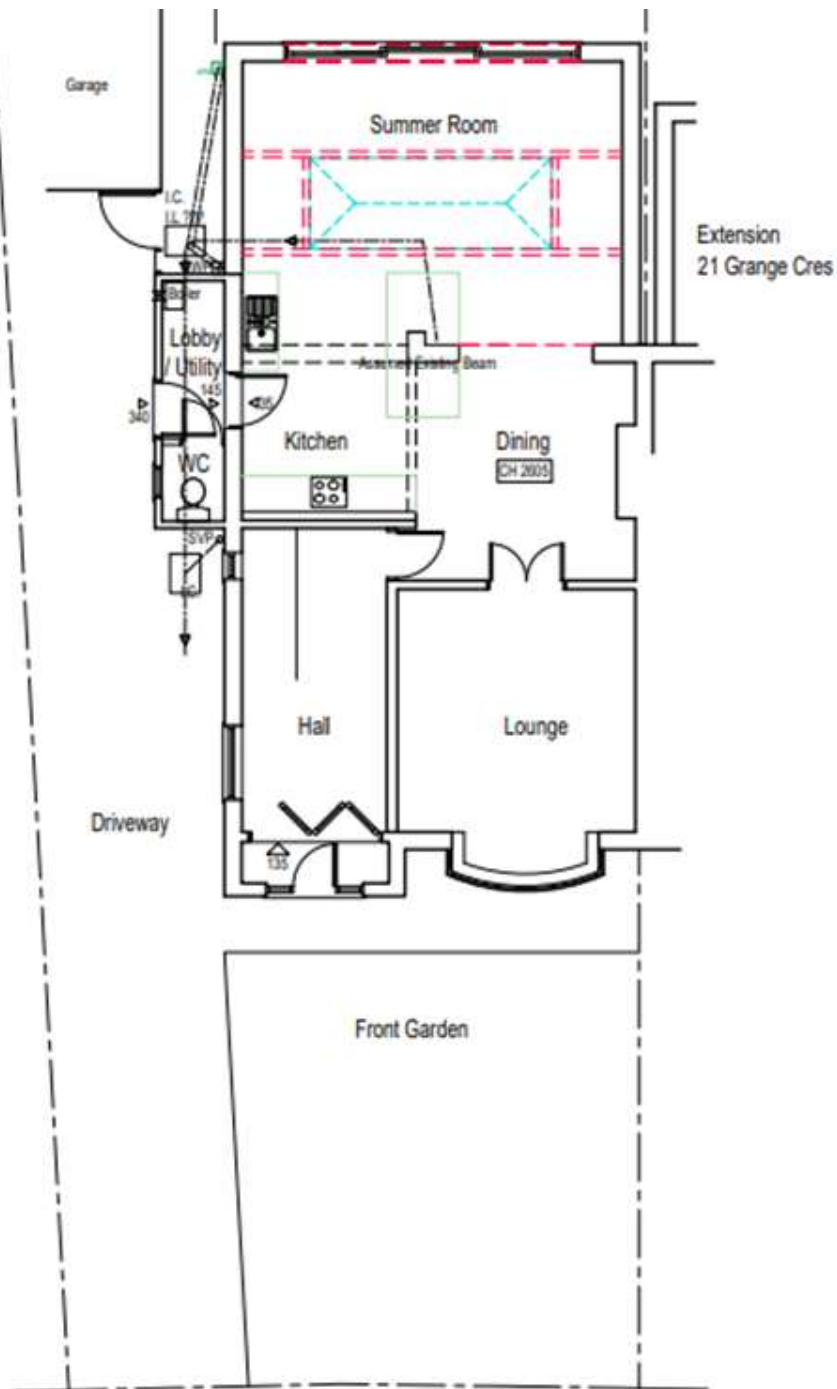 Garage
Summer Room
I.C.
Extension
21 Grange Cres
Boiler
Lobby
/ Utility
145
340
Assumed Existing Beam
Kitchen
Dining
CH 2605
WC
SVP
Hall
Lounge
Driveway
135
Front Garden